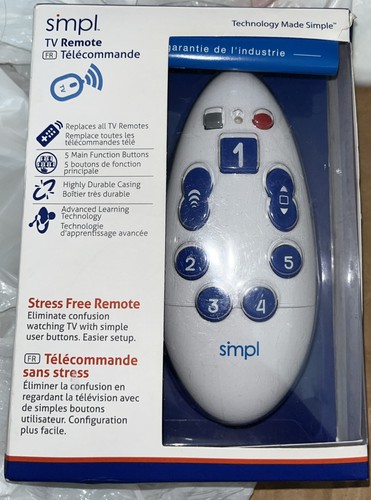 simpl
Technology Made Simple™
TV Remote
FR Télécommande
garantie de l'industrie
Replaces all TV Remotes
Remplace toutes les
télécommandes télé
5 Main Function Buttons
5 boutons de fonction
principale
Highly Durable Casing
Boîtier très durable
Advanced Learning
Technology
Technologie
d'apprentissage avancée
Stress Free Remote
Eliminate confusion
watching TV with simple
user buttons. Easier setup.
FR Télécommande
sans stress
Éliminer la confusion en
regardant la télévision avec
de simples boutons
utilisateur. Configuration
plus facile.
1
2
5
3
4
simpl